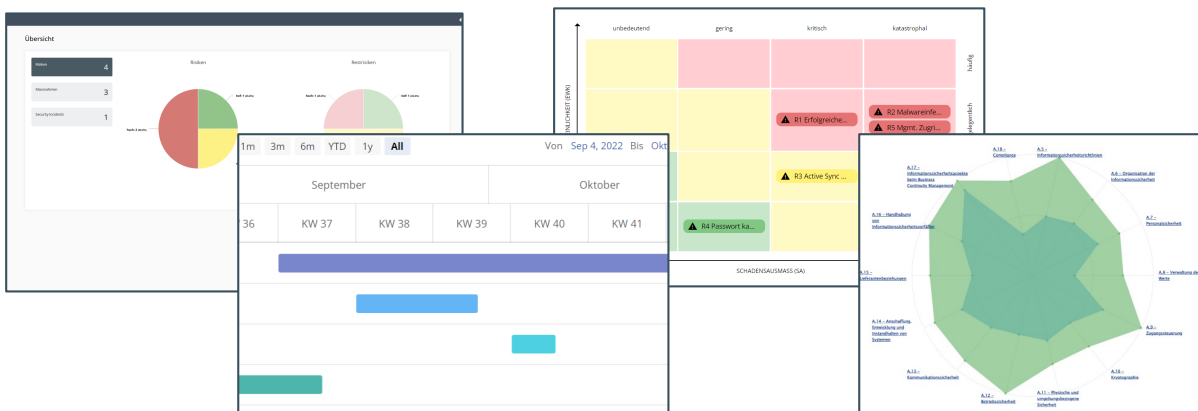 Übersicht
Risiken
4
Massnahmen
3
Security Incidents
1
Risiken
Restrisiken
unbedeutend
gering
kritisch
katastrophal
häufig
gelegentlich
NLICHKEIT (EWK)
R1 Erfolgreiche...
R2 Malwareinfe...
R5 Mgmt. Zugri...
R3 Active Sync ...
R4 Passwort ka...
SCHADENSAUSMASS (SA)
1m 3m 6m YTD 1y All
Von Sep 4, 2022 Bis Okt
September
Oktober
36
KW 37
KW 38
KW 39
KW 40
KW 41
A.18 –
Compliance
A.5 –
Informationssicherheitsrichtlinien
A.6 – Organisation der
Informationssicherheit
A.7 –
Personalsicherheit
A.8 – Verwaltung der
Werte
A.9 –
Zugangssteuerung
A.10 –
Kryptographie
A.11 – Physische und
umgebungsbezogene
Sicherheit
A.12 –
Betriebssicherheit
A.13 –
Kommunikationssicherheit
A.14 – Anschaffung,
Entwicklung und
Instandhalten von
Systemen
A.15 –
Lieferantenbeziehungen
A.16 – Handhabung
von
Informationssicherheitsvorfällen
A.17 –
Informationssicherheitsaspekte
beim Business
Continuity Management